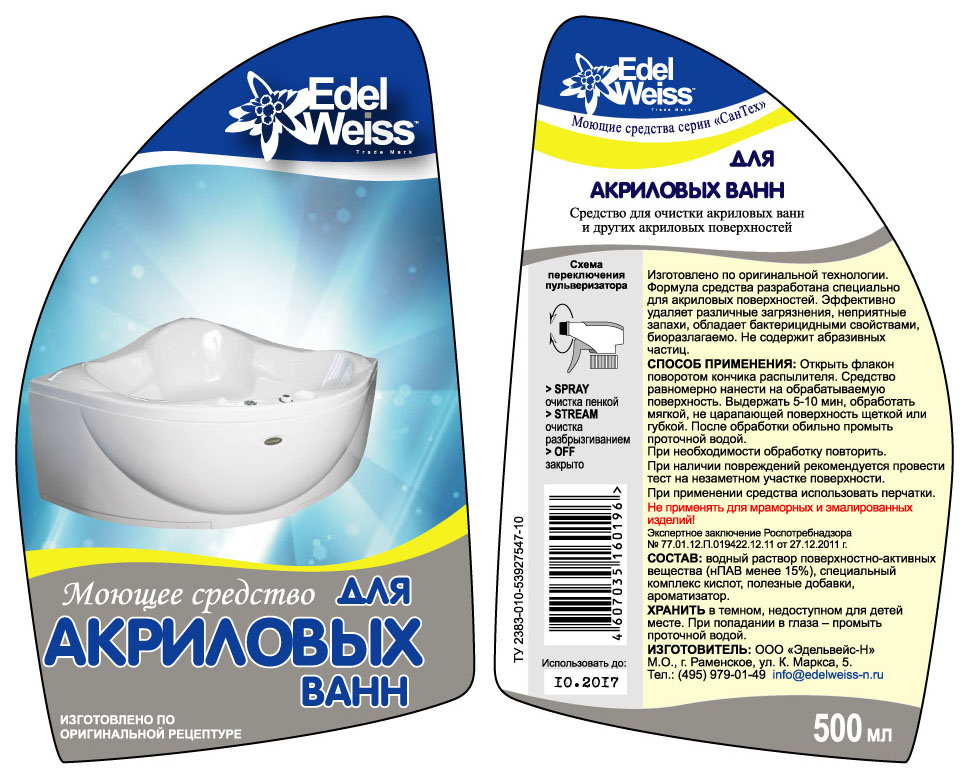 Edel
Weiss™
Trade Mark
Моющее средство ДЛЯ
АКРИЛОВЫХ
ВАНН
ИЗГОТОВЛЕНО ПО
ОРИГИНАЛЬНОЙ РЕЦЕПТУРЕ
Edel
Weiss™
Trade Mark
Моющие средства серии «СанТех»
ДЛЯ
АКРИЛОВЫХ ВАНН
Средство для очистки акриловых ванн
и других акриловых поверхностей
Схема
переключения
пульверизатора
> SPRAY
очистка пенкой
> STREAM
очистка
разбрызгиванием
> OFF
закрыто
ТУ 2383-010-53927547-10
4607035160196>
Использовать до:
10.2017
Изготовлено по оригинальной технологии.
Формула средства разработана специально
для акриловых поверхностей. Эффективно
удаляет различные загрязнения, неприятные
запахи, обладает бактерицидными свойствами,
биоразлагаемо. Не содержит абразивных
частиц.
СПОСОБ ПРИМЕНЕНИЯ: Открыть флакон
поворотом кончика распылителя. Средство
равномерно нанести на обрабатываемую
поверхность. Выдержать 5-10 мин, обработать
мягкой, не царапающей поверхность щеткой или
губкой. После обработки обильно промыть
проточной водой.
При необходимости обработку повторить.
При наличии повреждений рекомендуется провести
тест на незаметном участке поверхности.
При применении средства использовать перчатки.
Не применять для мраморных и эмалированных
изделий!
Экспертное заключение Роспотребнадзора
№ 77.01.12.П.019422.12.11 от 27.12.2011 г.
СОСТАВ: водный раствор поверхностно-активных
вещества (нПАВ менее 15%), специальный
комплекс кислот, полезные добавки,
ароматизатор.
ХРАНИТЬ в темном, недоступном для детей
месте. При попадании в глаза – промыть
проточной водой.
ИЗГОТОВИТЕЛЬ: ООО «Эдельвейс-Н»
М.О., г. Раменское, ул. К. Маркса, 5.
Тел.: (495) 979-01-49 info@edelweiss-n.ru
500 мл